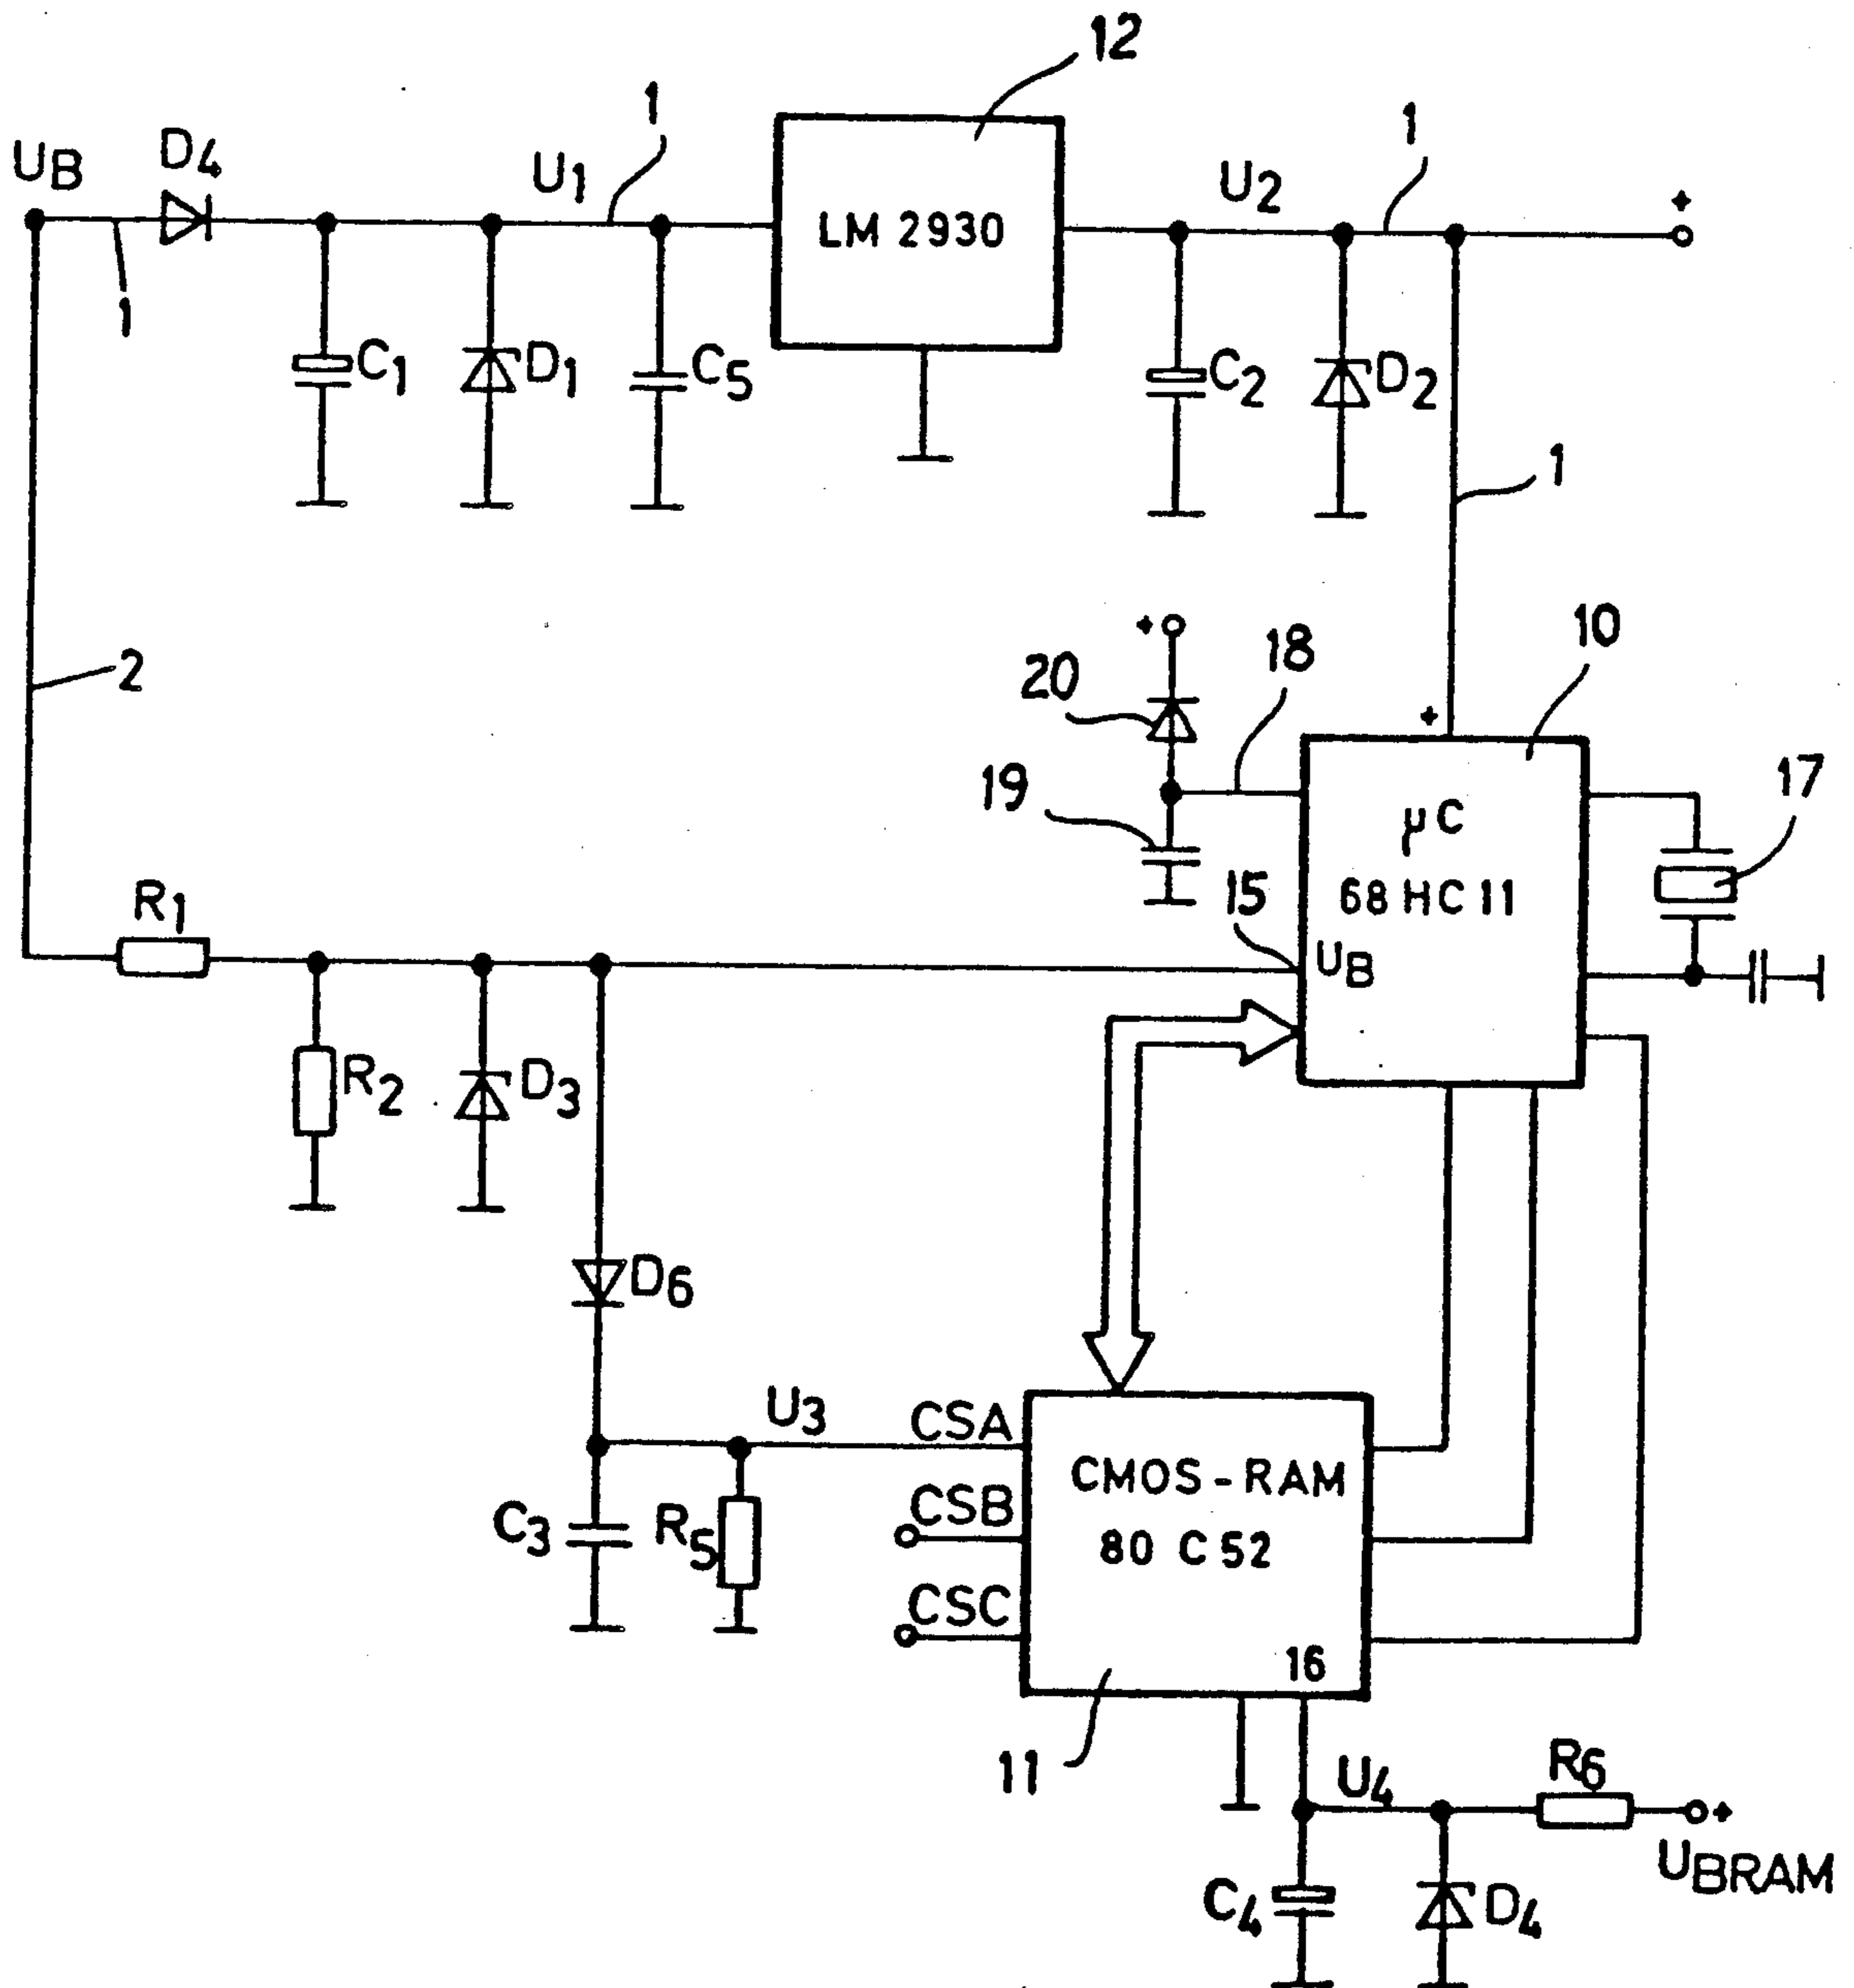 12
1
1
U1
U2
UB
D4
+
LM 2930
1
C1
D1
C5
C2
D2
1
10
+
18
20
2
+
17
19
µC
15
68 HC 11
R1
UB
R2
D3
D6
U3
CSA
CMOS-RAM
CSB
C3
R5
80 C 52
CSC
16
11
U4
R6
+
UBRAM
C4
D4